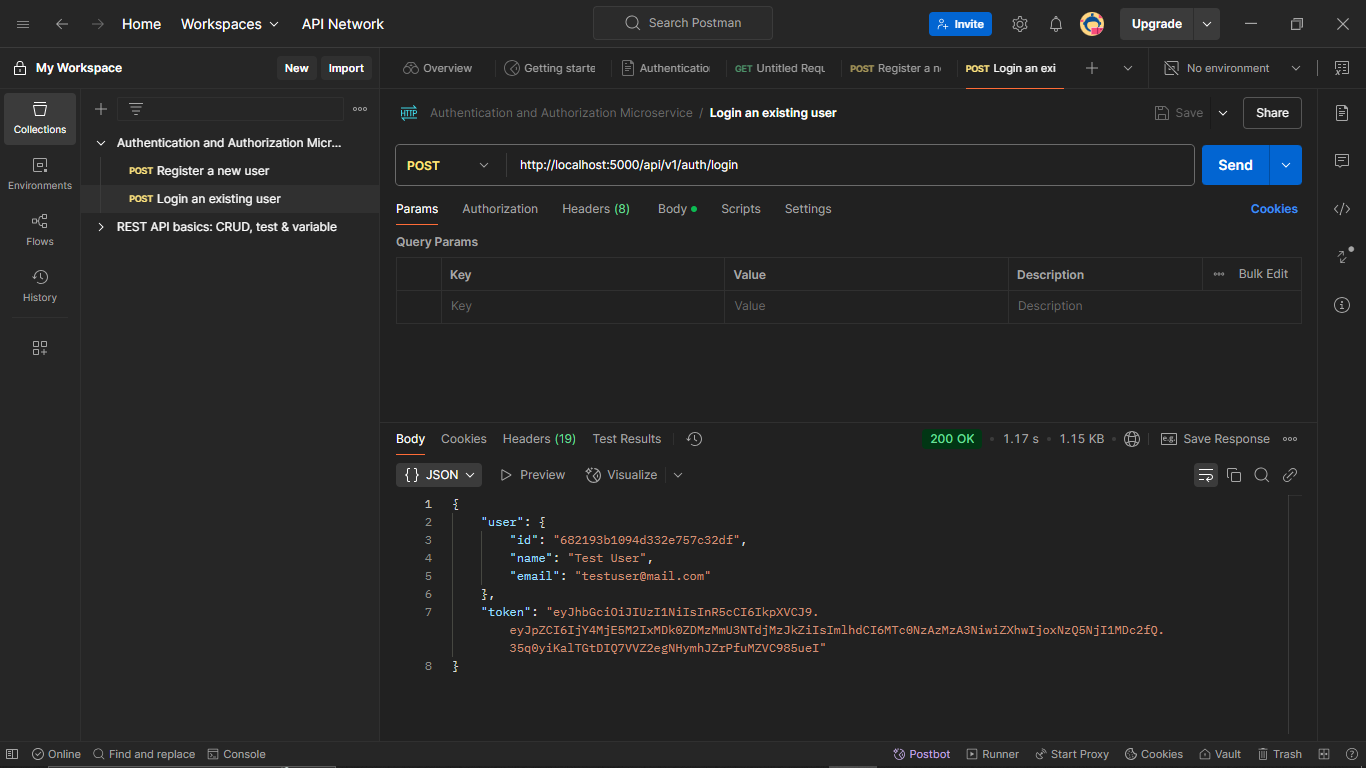 Home Workspaces API Network Search Postman Invite Upgrade
My Workspace New Import Overview Getting starte Authenticatio GET Untitled Requ POST Register a n POST Login an exi No environment
Collections
Environments
Flows
History
Authentication and Authorization Micr...
POST Register a new user
POST Login an existing user
REST API basics: CRUD, test & variable
HTTP Authentication and Authorization Microservice / Login an existing user Save Share
POST http://localhost:5000/api/v1/auth/login Send
Params Authorization Headers (8) Body Scripts Settings Cookies
Query Params
Key Value Description Bulk Edit
Key Value Description
Body Cookies Headers (19) Test Results 200 OK 1.17 s 1.15 KB e.g. Save Response
{} JSON Preview Visualize
1 {
2 "user": {
3 "id": "682193b1094d332e757c32df",
4 "name": "Test User",
5 "email": "testuser@mail.com"
6 },
7 "token": "eyJhbGciOiJIUzI1NiIsInR5cCI6IkpXVCJ9.
eyJpZCI6IjY4MjE5M2IxMDk0ZDMzMmU3NTdjMzJkZiIsImlhdCI6MTc0NzAzMzA3NiwiZXhwIjoxNzQ5NjI1MDc2fQ.
35q0yiKalTGtDIQ7VVZ2egNHymhJZrPfuMZVC985ueI"
8 }
Online Find and replace Console Postbot Runner Start Proxy Cookies Vault Trash